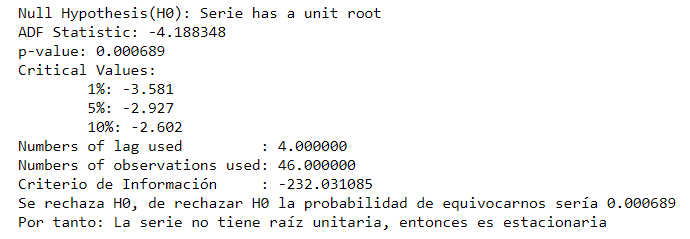 Null Hypothesis(H0): Serie has a unit root
ADF Statistic: -4.188348
p-value: 0.000689
Critical Values:
1%: -3.581
5%: -2.927
10%: -2.602
Numbers of lag used : 4.000000
Numbers of observations used: 46.000000
Criterio de Información : -232.031085
Se rechaza H0, de rechazar H0 la probabilidad de equivocarnos sería 0.000689
Por tanto: La serie no tiene raíz unitaria, entonces es estacionaria